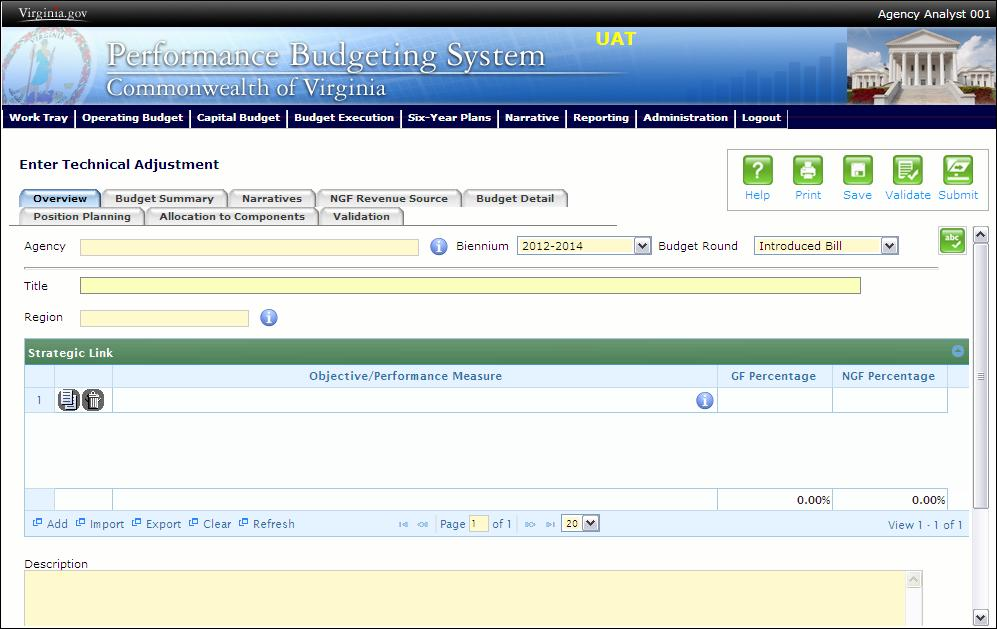 Virginia.gov
Agency Analyst 001
UAT
Performance Budgeting System
Commonwealth of Virginia
Work Tray Operating Budget Capital Budget Budget Execution Six-Year Plans Narrative Reporting Administration Logout
Enter Technical Adjustment
? 
Help Print Save Validate Submit
Overview Budget Summary Narratives NGF Revenue Source Budget Detail
Position Planning Allocation to Components Validation
Agency i Biennium 2012-2014 Budget Round Introduced Bill abc
Title
Region i
Strategic Link
Objective/Performance Measure GF Percentage NGF Percentage
1 i
0.00% 0.00%
Add Import Export Clear Refresh Page 1 of 1 20 View 1 - 1 of 1
Description